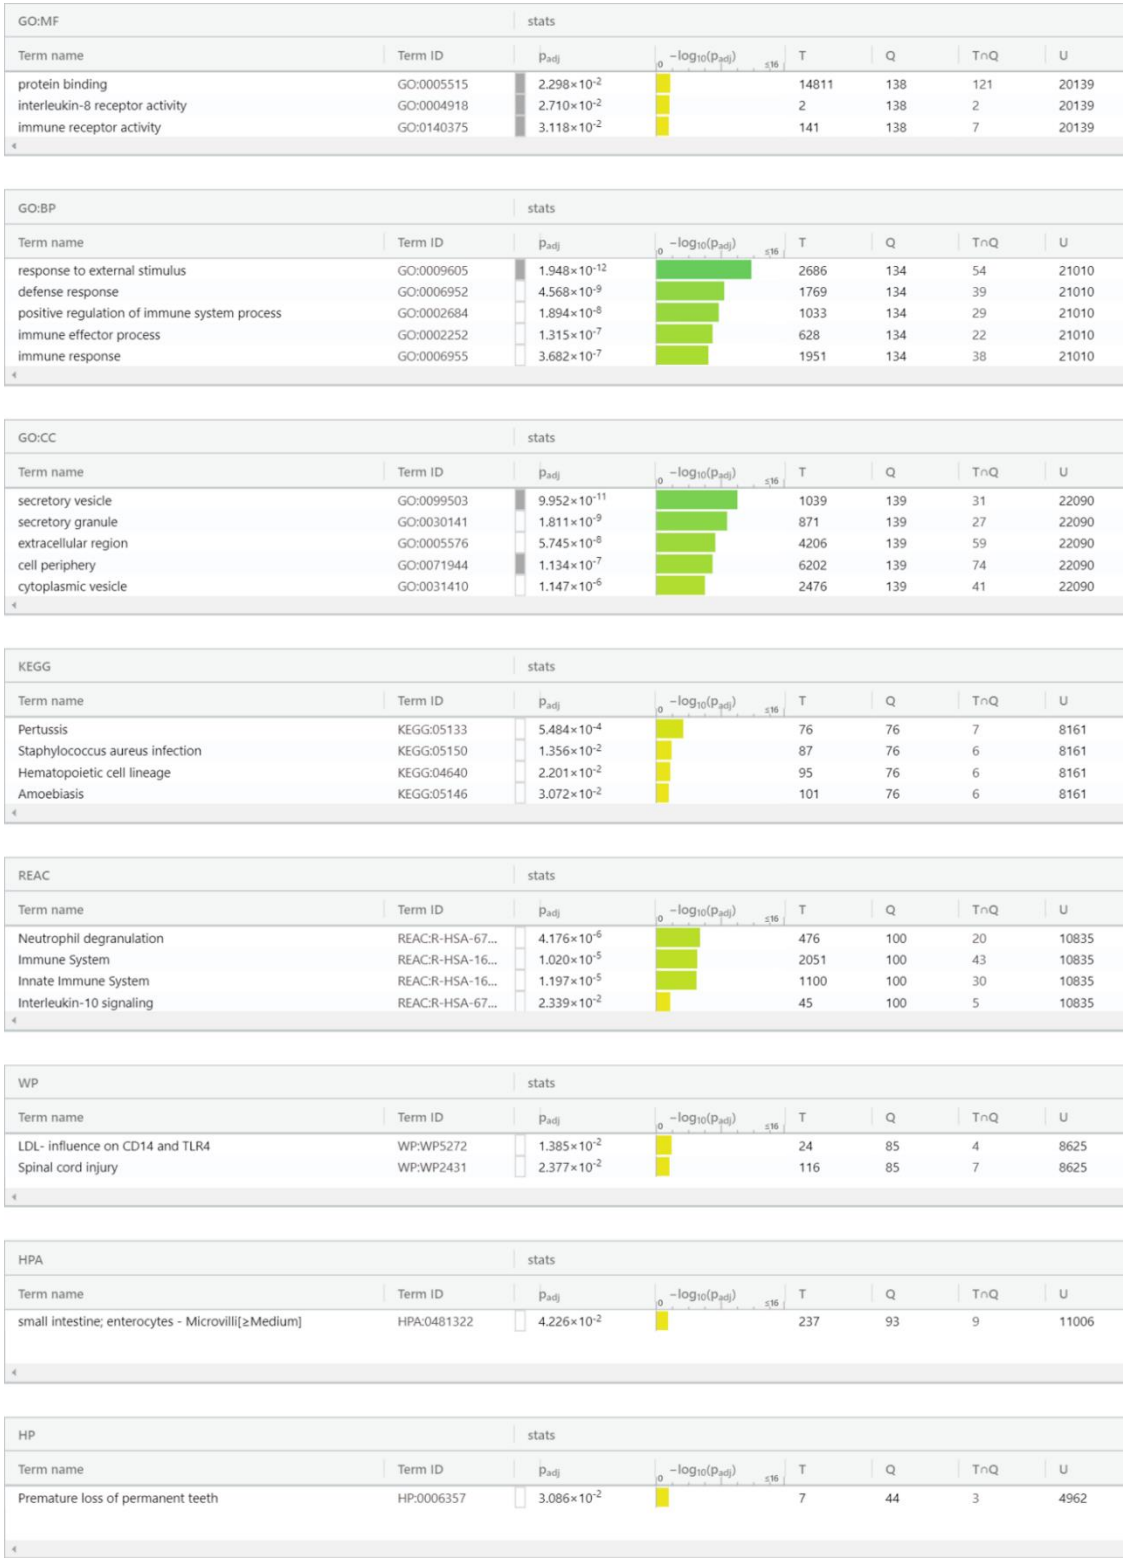 GO:MF stats
Term name Term ID padj −log10(padj) T Q T∩Q U
0 ≤16
protein binding GO:0005515 2.298×10-2 14811 138 121 20139
interleukin-8 receptor activity GO:0004918 2.710×10-2 2 138 2 20139
immune receptor activity GO:0140375 3.118×10-2 141 138 7 20139
GO:BP stats
Term name Term ID padj −log10(padj) T Q T∩Q U
0 ≤16
response to external stimulus GO:0009605 1.948×10-12 2686 134 54 21010
defense response GO:0006952 4.568×10-9 1769 134 39 21010
positive regulation of immune system process GO:0002684 1.894×10-8 1033 134 29 21010
immune effector process GO:0002252 1.315×10-7 628 134 22 21010
immune response GO:0006955 3.682×10-7 1951 134 38 21010
GO:CC stats
Term name Term ID padj −log10(padj) T Q T∩Q U
0 ≤16
secretory vesicle GO:0099503 9.952×10-11 1039 139 31 22090
secretory granule GO:0030141 1.811×10-9 871 139 27 22090
extracellular region GO:0005576 5.745×10-8 4206 139 59 22090
cell periphery GO:0071944 1.134×10-7 6202 139 74 22090
cytoplasmic vesicle GO:0031410 1.147×10-6 2476 139 41 22090
KEGG stats
Term name Term ID padj −log10(padj) T Q T∩Q U
0 ≤16
Pertussis KEGG:05133 5.484×10-4 76 76 7 8161
Staphylococcus aureus infection KEGG:05150 1.356×10-2 87 76 6 8161
Hematopoietic cell lineage KEGG:04640 2.201×10-2 95 76 6 8161
Amoebiasis KEGG:05146 3.072×10-2 101 76 6 8161
REAC stats
Term name Term ID padj −log10(padj) T Q T∩Q U
0 ≤16
Neutrophil degranulation REAC:R-HSA-67... 4.176×10-6 476 100 20 10835
Immune System REAC:R-HSA-16... 1.020×10-5 2051 100 43 10835
Innate Immune System REAC:R-HSA-16... 1.197×10-5 1100 100 30 10835
Interleukin-10 signaling REAC:R-HSA-67... 2.339×10-2 45 100 5 10835
WP stats
Term name Term ID padj −log10(padj) T Q T∩Q U
0 ≤16
LDL- influence on CD14 and TLR4 WP:WP5272 1.385×10-2 24 85 4 8625
Spinal cord injury WP:WP2431 2.377×10-2 116 85 7 8625
HPA stats
Term name Term ID padj −log10(padj) T Q T∩Q U
0 ≤16
small intestine; enterocytes - Microvilli[≥Medium] HPA:0481322 4.226×10-2 237 93 9 11006
HP stats
Term name Term ID padj −log10(padj) T Q T∩Q U
0 ≤16
Premature loss of permanent teeth HP:0006357 3.086×10-2 7 44 3 4962